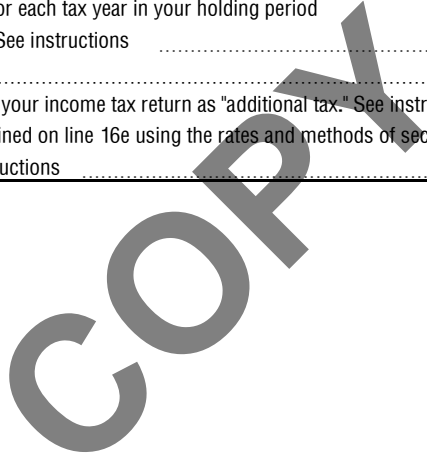 or each tax year in your holding period
See instructions
your income tax return as "additional tax." See instr
ined on line 16e using the rates and methods of sec
uctions
COPY